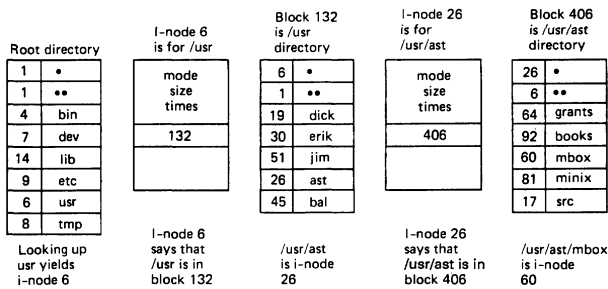 Root directory
1 •
1 ••
4 bin
7 dev
14 lib
9 etc
6 usr
8 tmp
Looking up
usr yields
i-node 6
I-node 6
is for /usr
mode
size
times
132
I-node 6
says that
/usr is in
block 132
Block 132
is /usr
directory
6 •
1 ••
19 dick
30 erik
51 jim
26 ast
45 bal
/usr/ast
is i-node
26
I-node 26
is for
/usr/ast
mode
size
times
406
I-node 26
says that
/usr/ast is in
block 406
Block 406
is /usr/ast
directory
26 •
6 ••
64 grants
92 books
60 mbox
81 minix
17 src
/usr/ast/mbox
is i-node
60